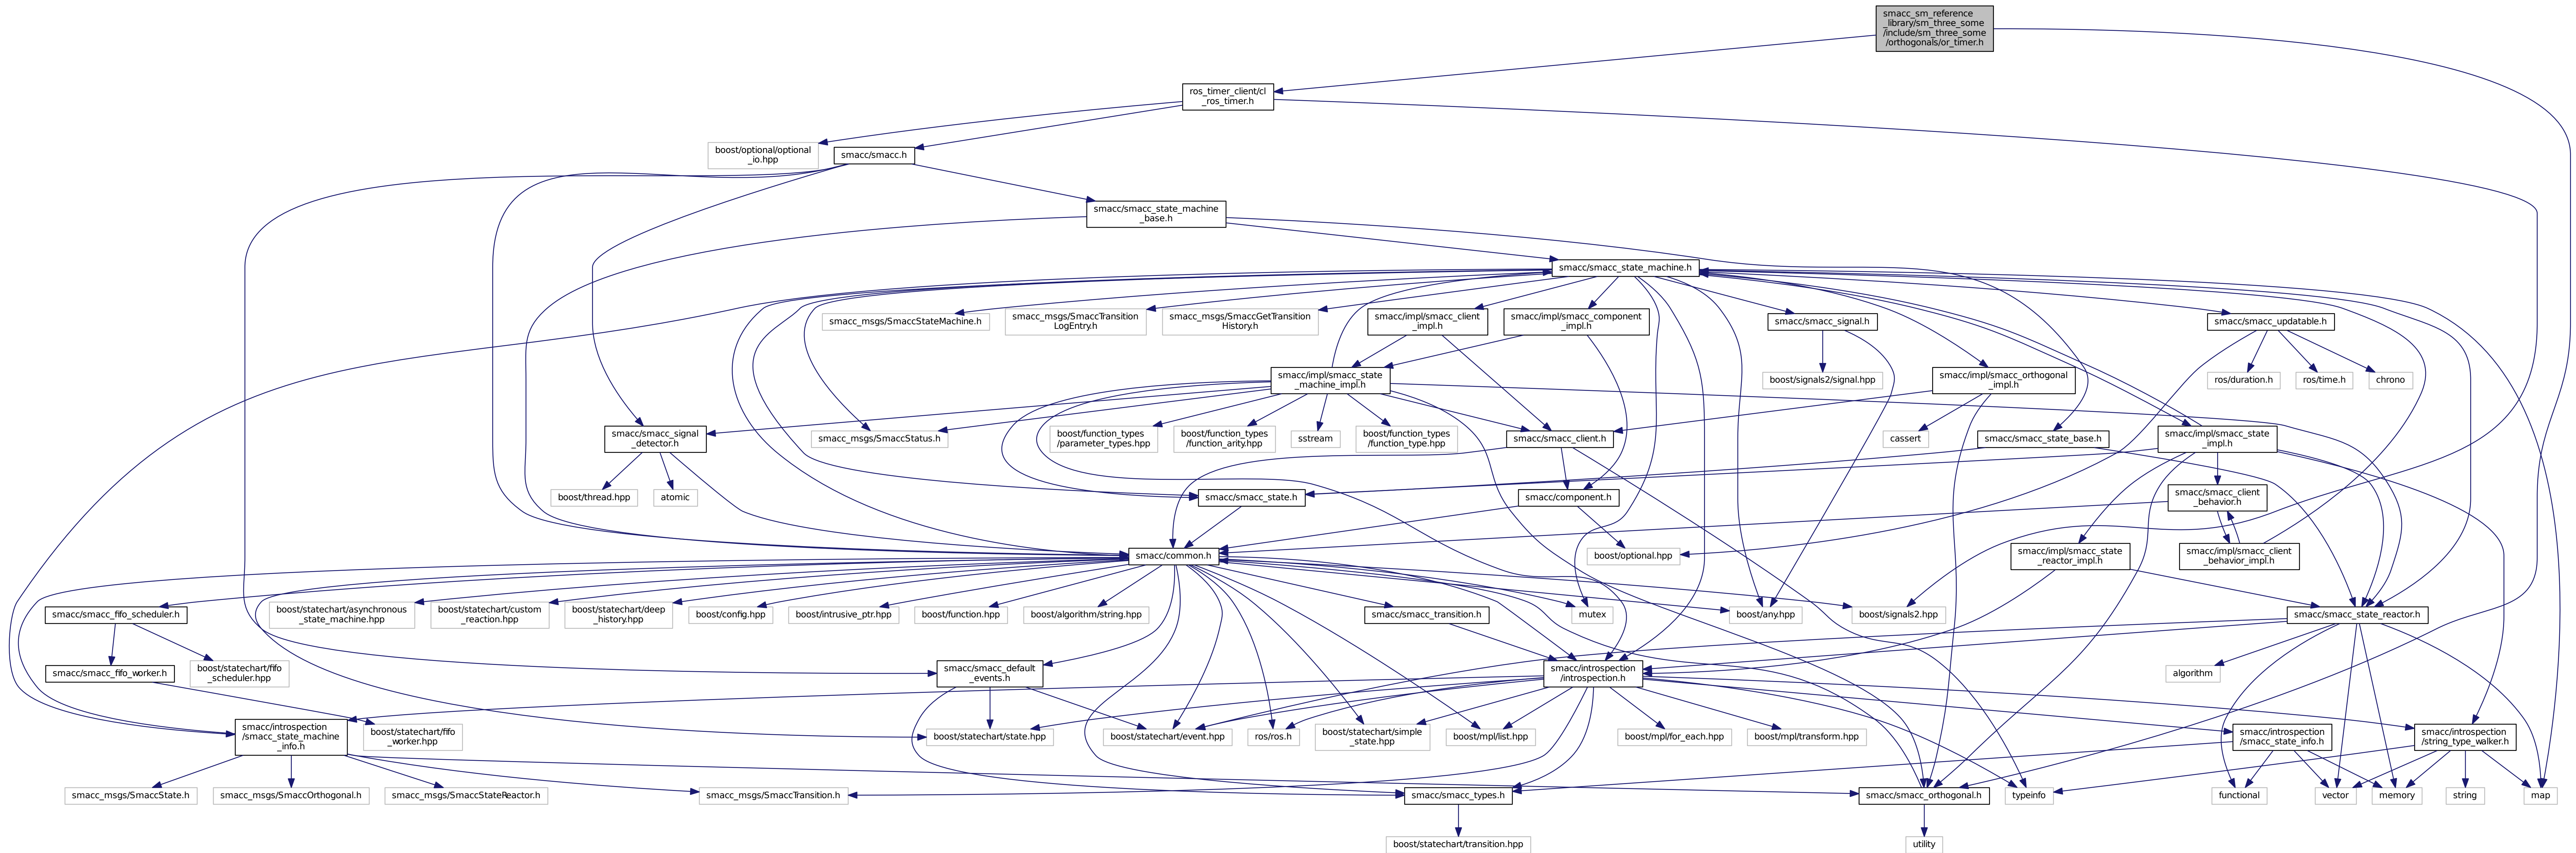 smacc_sm_reference
_library/sm_three_some
/include/sm_three_some
/orthogonals/or_timer.h
ros_timer_client/cl
_ros_timer.h
boost/optional/optional
_io.hpp
smacc/smacc.h
smacc/smacc_state_machine
_base.h
smacc/smacc_state_machine.h
smacc_msgs/SmaccStateMachine.h
smacc_msgs/SmaccTransition
LogEntry.h
smacc_msgs/SmaccGetTransition
History.h
smacc/impl/smacc_client
_impl.h
smacc/impl/smacc_component
_impl.h
smacc/smacc_signal.h
smacc/smacc_updatable.h
smacc/impl/smacc_state
_machine_impl.h
boost/signals2/signal.hpp
smacc/impl/smacc_orthogonal
_impl.h
ros/duration.h
ros/time.h
chrono
smacc/smacc_signal
_detector.h
smacc_msgs/SmaccStatus.h
boost/function_types
/parameter_types.hpp
boost/function_types
/function_arity.hpp
sstream
boost/function_types
/function_type.hpp
smacc/smacc_client.h
cassert
smacc/smacc_state_base.h
smacc/impl/smacc_state
_impl.h
boost/thread.hpp
atomic
smacc/smacc_state.h
smacc/component.h
smacc/smacc_client
_behavior.h
smacc/common.h
boost/optional.hpp
smacc/impl/smacc_state
_reactor_impl.h
smacc/impl/smacc_client
_behavior_impl.h
smacc/smacc_fifo_scheduler.h
boost/statechart/asynchronous
_state_machine.hpp
boost/statechart/custom
_reaction.hpp
boost/statechart/deep
_history.hpp
boost/config.hpp
boost/intrusive_ptr.hpp
boost/function.hpp
boost/algorithm/string.hpp
smacc/smacc_transition.h
mutex
boost/any.hpp
boost/signals2.hpp
smacc/smacc_state_reactor.h
smacc/smacc_fifo_worker.h
boost/statechart/fifo
_scheduler.hpp
smacc/smacc_default
_events.h
smacc/introspection
/introspection.h
algorithm
smacc/introspection
/smacc_state_machine
_info.h
boost/statechart/fifo
_worker.hpp
boost/statechart/state.hpp
boost/statechart/event.hpp
ros/ros.h
boost/statechart/simple
_state.hpp
boost/mpl/list.hpp
boost/mpl/for_each.hpp
boost/mpl/transform.hpp
smacc/introspection
/smacc_state_info.h
smacc/introspection
/string_type_walker.h
smacc_msgs/SmaccState.h
smacc_msgs/SmaccOrthogonal.h
smacc_msgs/SmaccStateReactor.h
smacc_msgs/SmaccTransition.h
smacc/smacc_types.h
smacc/smacc_orthogonal.h
typeinfo
functional
vector
memory
string
map
boost/statechart/transition.hpp
utility